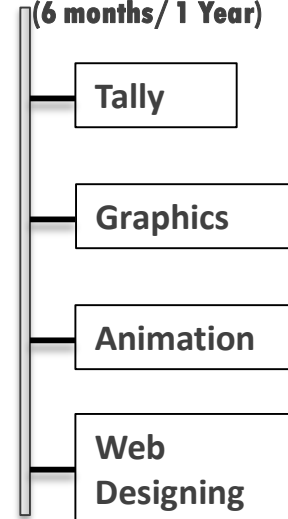 (6 months/ 1 Year)
Tally
Graphics
Animation
Web
Designing